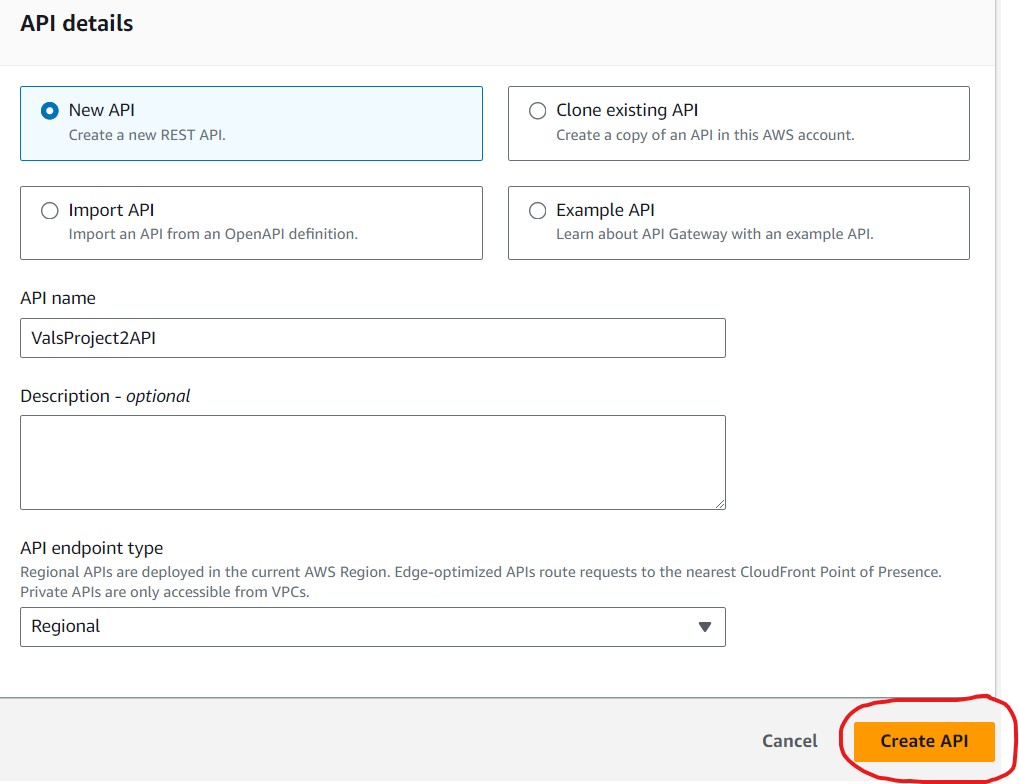 API details
New API
Create a new REST API.
Clone existing API
Create a copy of an API in this AWS account.
Import API
Import an API from an OpenAPI definition.
Example API
Learn about API Gateway with an example API.
API name
ValsProject2API
Description - optional
API endpoint type
Regional APIs are deployed in the current AWS Region. Edge-optimized APIs route requests to the nearest CloudFront Point of Presence.
Private APIs are only accessible from VPCs.
Regional
Cancel
Create API